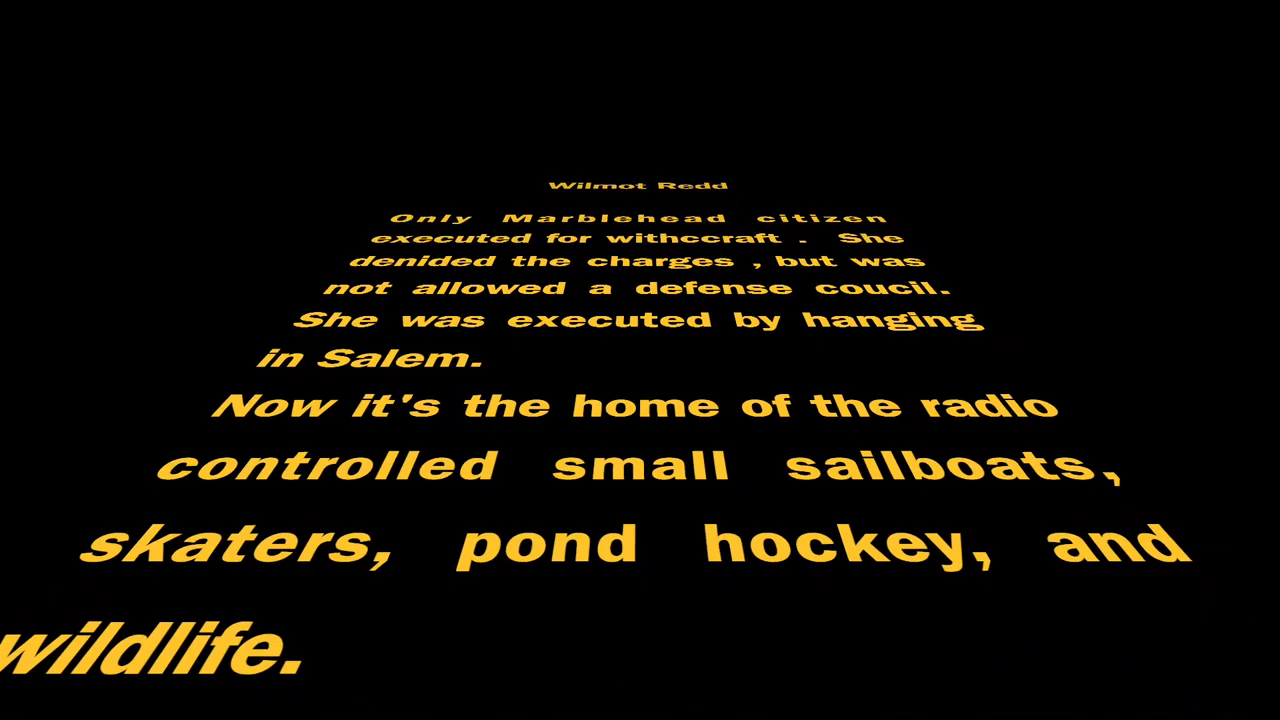 Wilmot Redd
Only Marblehead citizen
executed for withccraft . She
denided the charges , but was
not allowed a defense coucil.
She was executed by hanging
in Salem.
Now it's the home of the radio
controlled small sailboats,
skaters, pond hockey, and
wildlife.